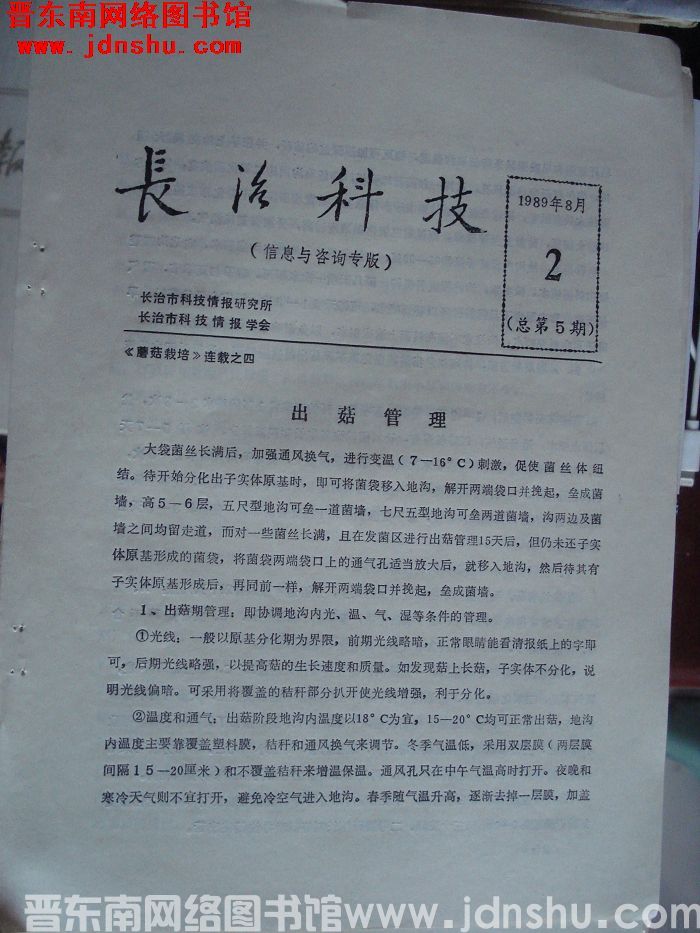 晋东南网络图书馆
www.jdnshu.com
長治科技
(信息与咨询专版)
1989年8月
2
(总第5期)
长治市科技情报研究所
长治市科技情报学会
《蘑菇栽培》连载之四
出菇管理
大袋菌丝长满后,加强通风换气,进行变温(7—16°C)刺激,促使菌丝体纽
结。待开始分化出子实体原基时,即可将菌袋移入地沟,解开两端袋口并挽起,垒成菌
墙,高5—6层,五尺型地沟可垒一道菌墙,七尺五型地沟可垒两道菌墙,沟两边及菌
墙之间均留走道,而对一些菌丝长满,且在发菌区进行出菇管理15天后,但仍未还子实
体原基形成的菌袋,将菌袋两端袋口上的通气孔适当放大后,就移入地沟,然后待其有
子实体原基形成后,再同前一样,解开两端袋口并挽起,垒成菌墙。
1、出菇期管理:即协调地沟内光、温、气、湿等条件的管理。
①光线:一般以原基分化期为界限,前期光线略暗,正常眼睛能看清报纸上的字即
可,后期光线略强,以提高菇的生长速度和质量。如发现菇上长菇,子实体不分化,说
明光线偏暗。可采用将覆盖的秸秆部分扒开使光线增强,利于分化。
②温度和通气:出菇阶段地沟内温度以18°C为宜,15—20°C均可正常出菇,地沟
内温度主要靠覆盖塑料膜,秸秆和通风换气来调节。冬季气温低,采用双层膜(两层膜
间隔15—20厘米)和不覆盖秸秆来增温保温。通风孔只在中午气温高时打开。夜晚和
寒冷天气则不宜打开,避免冷空气进入地沟。春季随气温升高,逐渐去掉一层膜,加盖
晋东南网络图书馆www.jdnshu.com